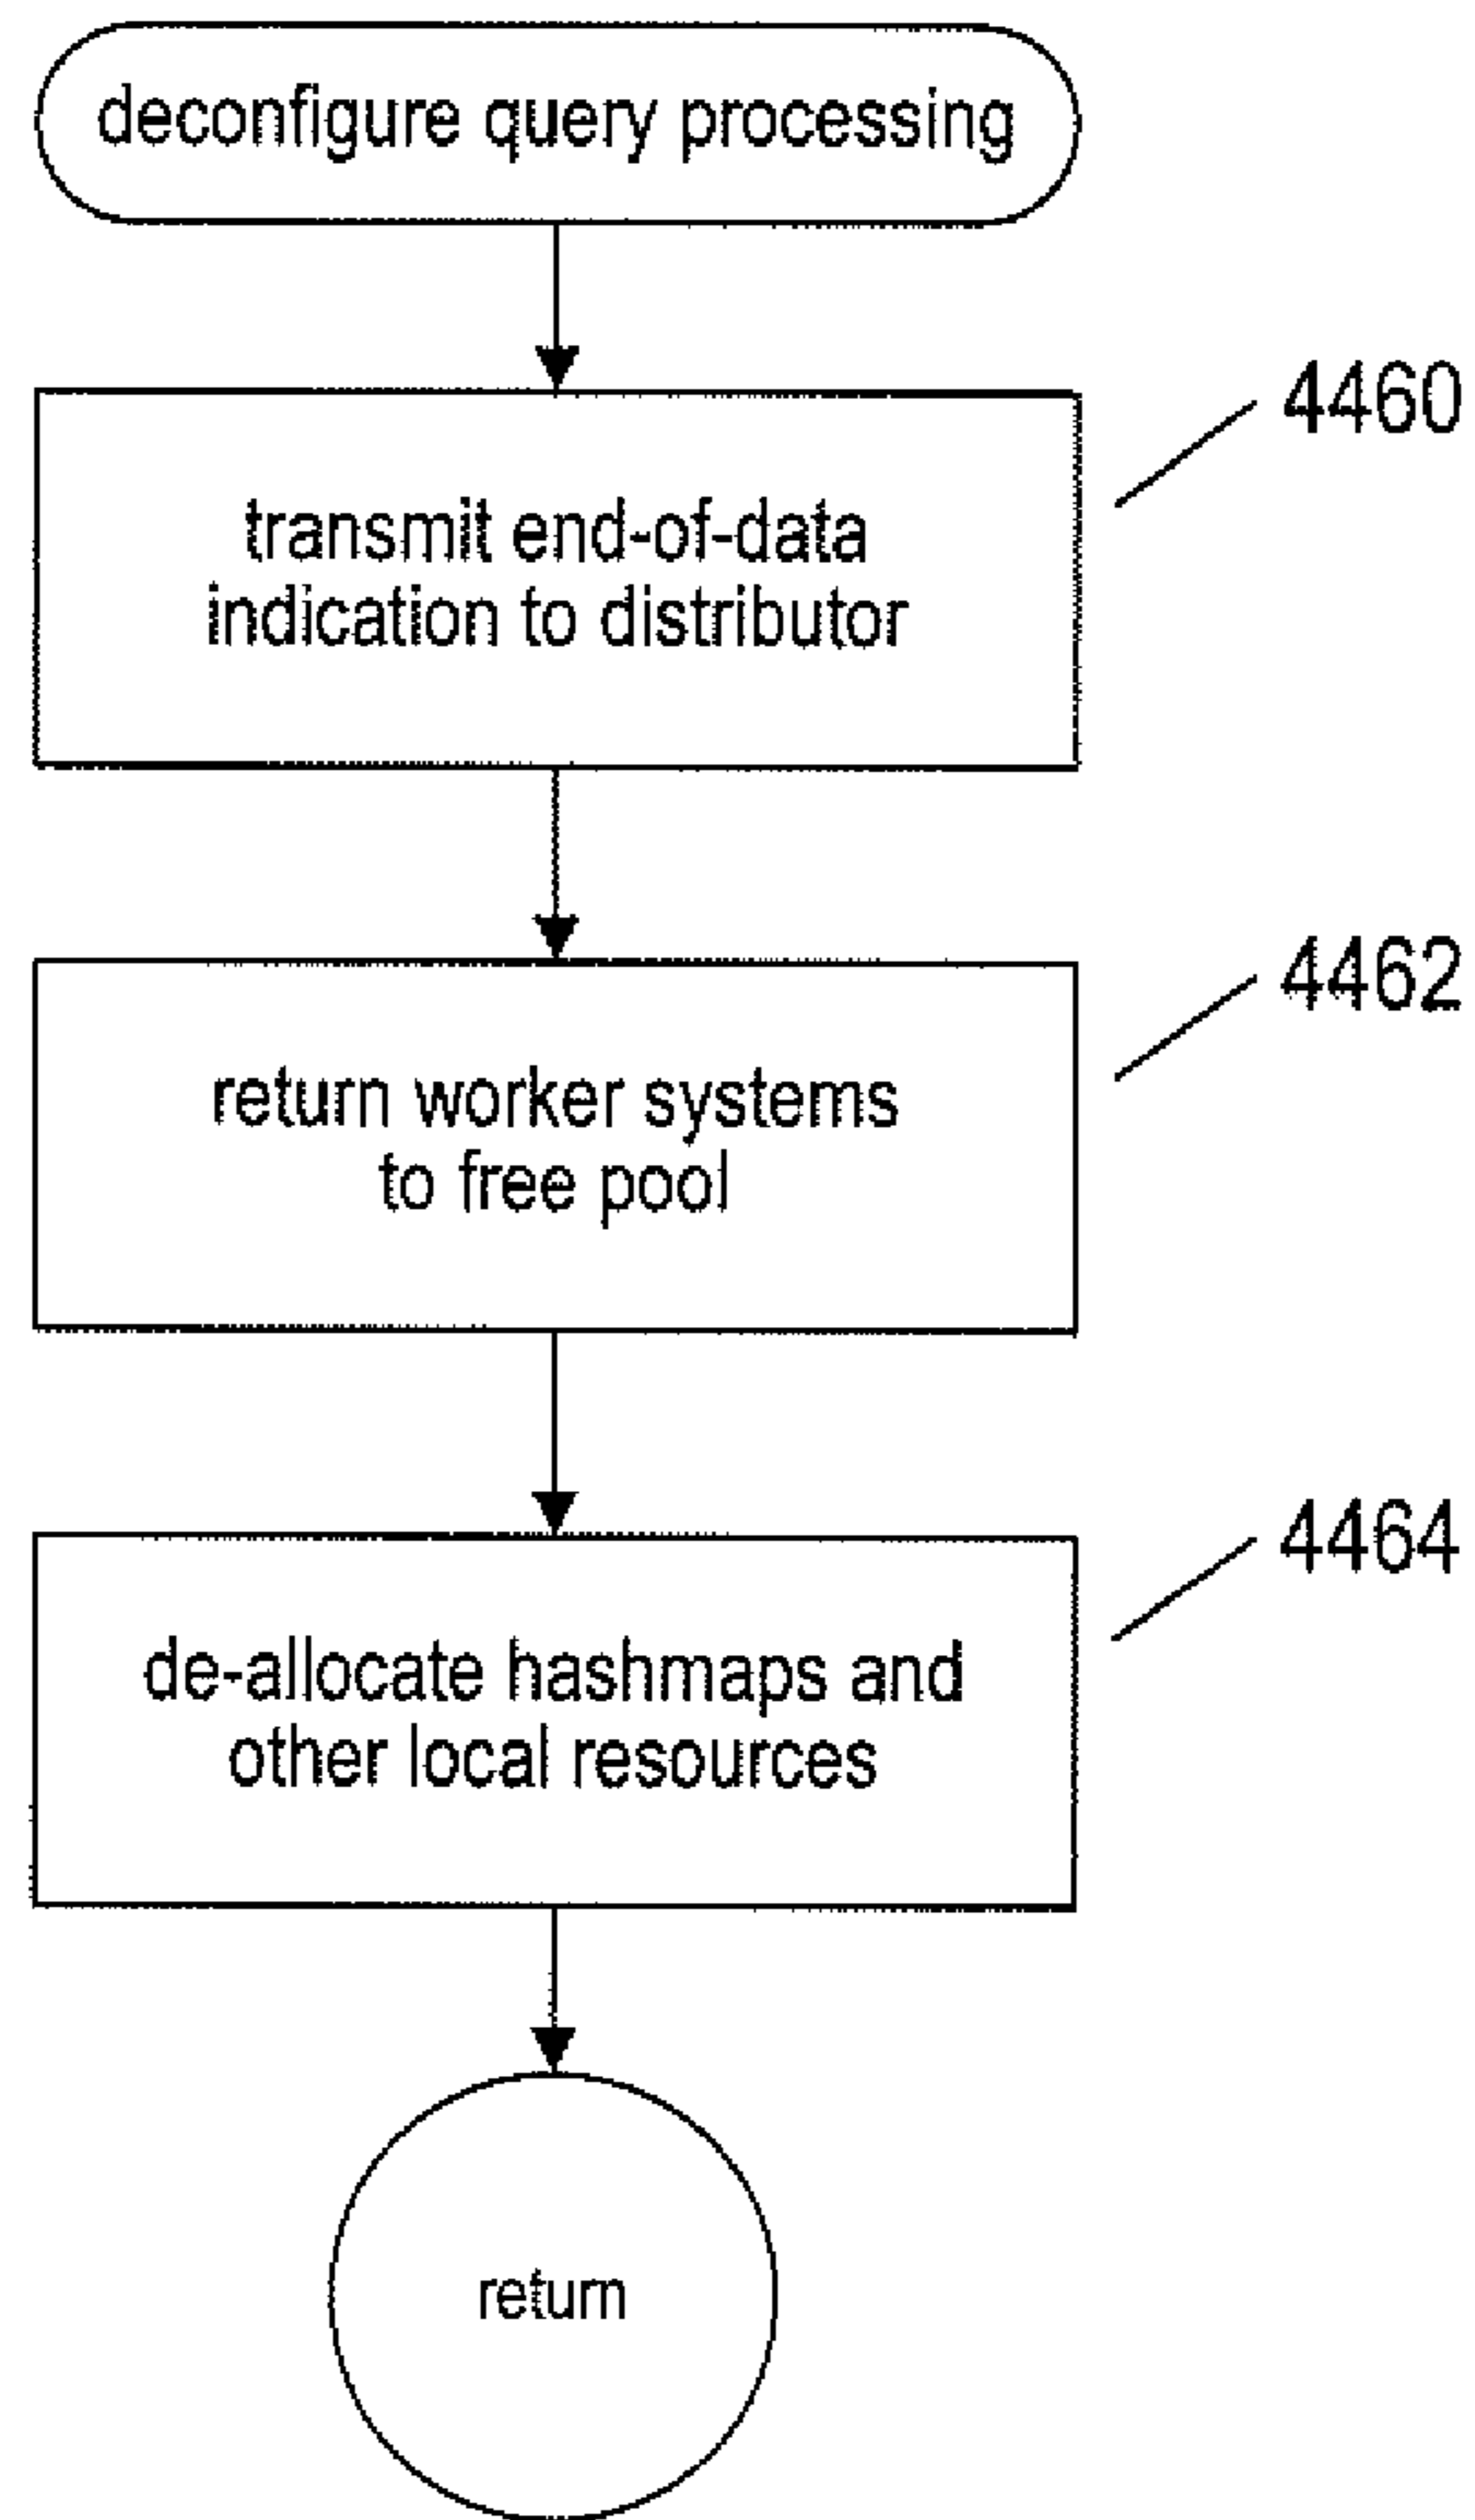 deconfigure query processing
4460
transmit end-of-data
indication to distributor
4462
return worker systems
to free pool
4464
de-allocate hashmaps and
other local resources
return